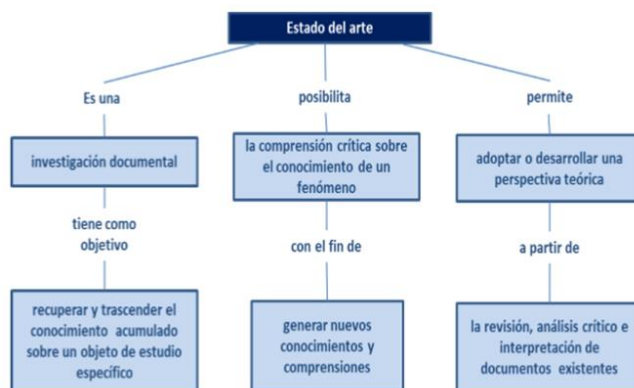 Estado del arte
Es una
posibilita
permite
investigación documental
la comprensión crítica sobre
el conocimiento de un
fenómeno
adoptar o desarrollar una
perspectiva teórica
tiene como
objetivo
con el fin de
a partir de
recuperar y trascender el
conocimiento acumulado
sobre un objeto de estudio
específico
generar nuevos
conocimientos y
comprensiones
la revisión, análisis crítico e
interpretación de
documentos existentes